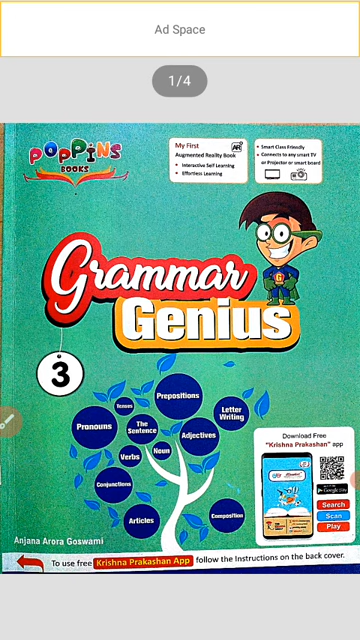 Ad Space
1/4
POPPiNS
BOOKS
My First
AR
Augmented Reality Book
• Interactive Self Learning
• Effortless Learning
• Smart Class Friendly
• Connects to any smart TV
or Projector or smart board
Grammar
Genius
3
Tenses
Prepositions
Letter
Writing
Pronouns
The
Sentence
Adjectives
Verbs
Noun
Conjunctions
Articles
Composition
Download Free
"Krishna Prakashan" app
Google Play
Search
Scan
Play
Anjana Arora Goswami
To use free Krishna Prakashan App follow the Instructions on the back cover.